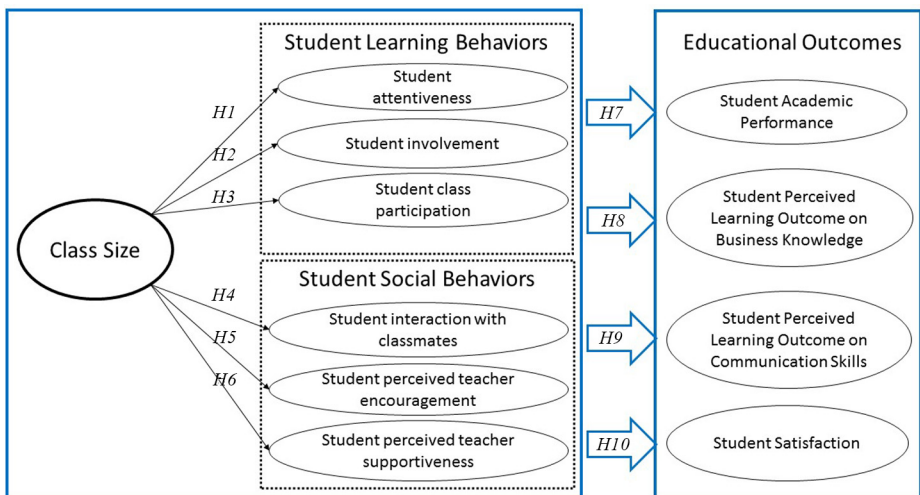 Student Learning Behaviors
Student
attentiveness
Student involvement
Student class
participation
H1
H2
H3
Class Size
Student Social Behaviors
Student interaction with
classmates
Student perceived teacher
encouragement
Student perceived teacher
supportiveness
H4
H5
H6
H7
H8
H9
H10
Educational Outcomes
Student Academic
Performance
Student Perceived
Learning Outcome on
Business Knowledge
Student Perceived
Learning Outcome on
Communication Skills
Student Satisfaction